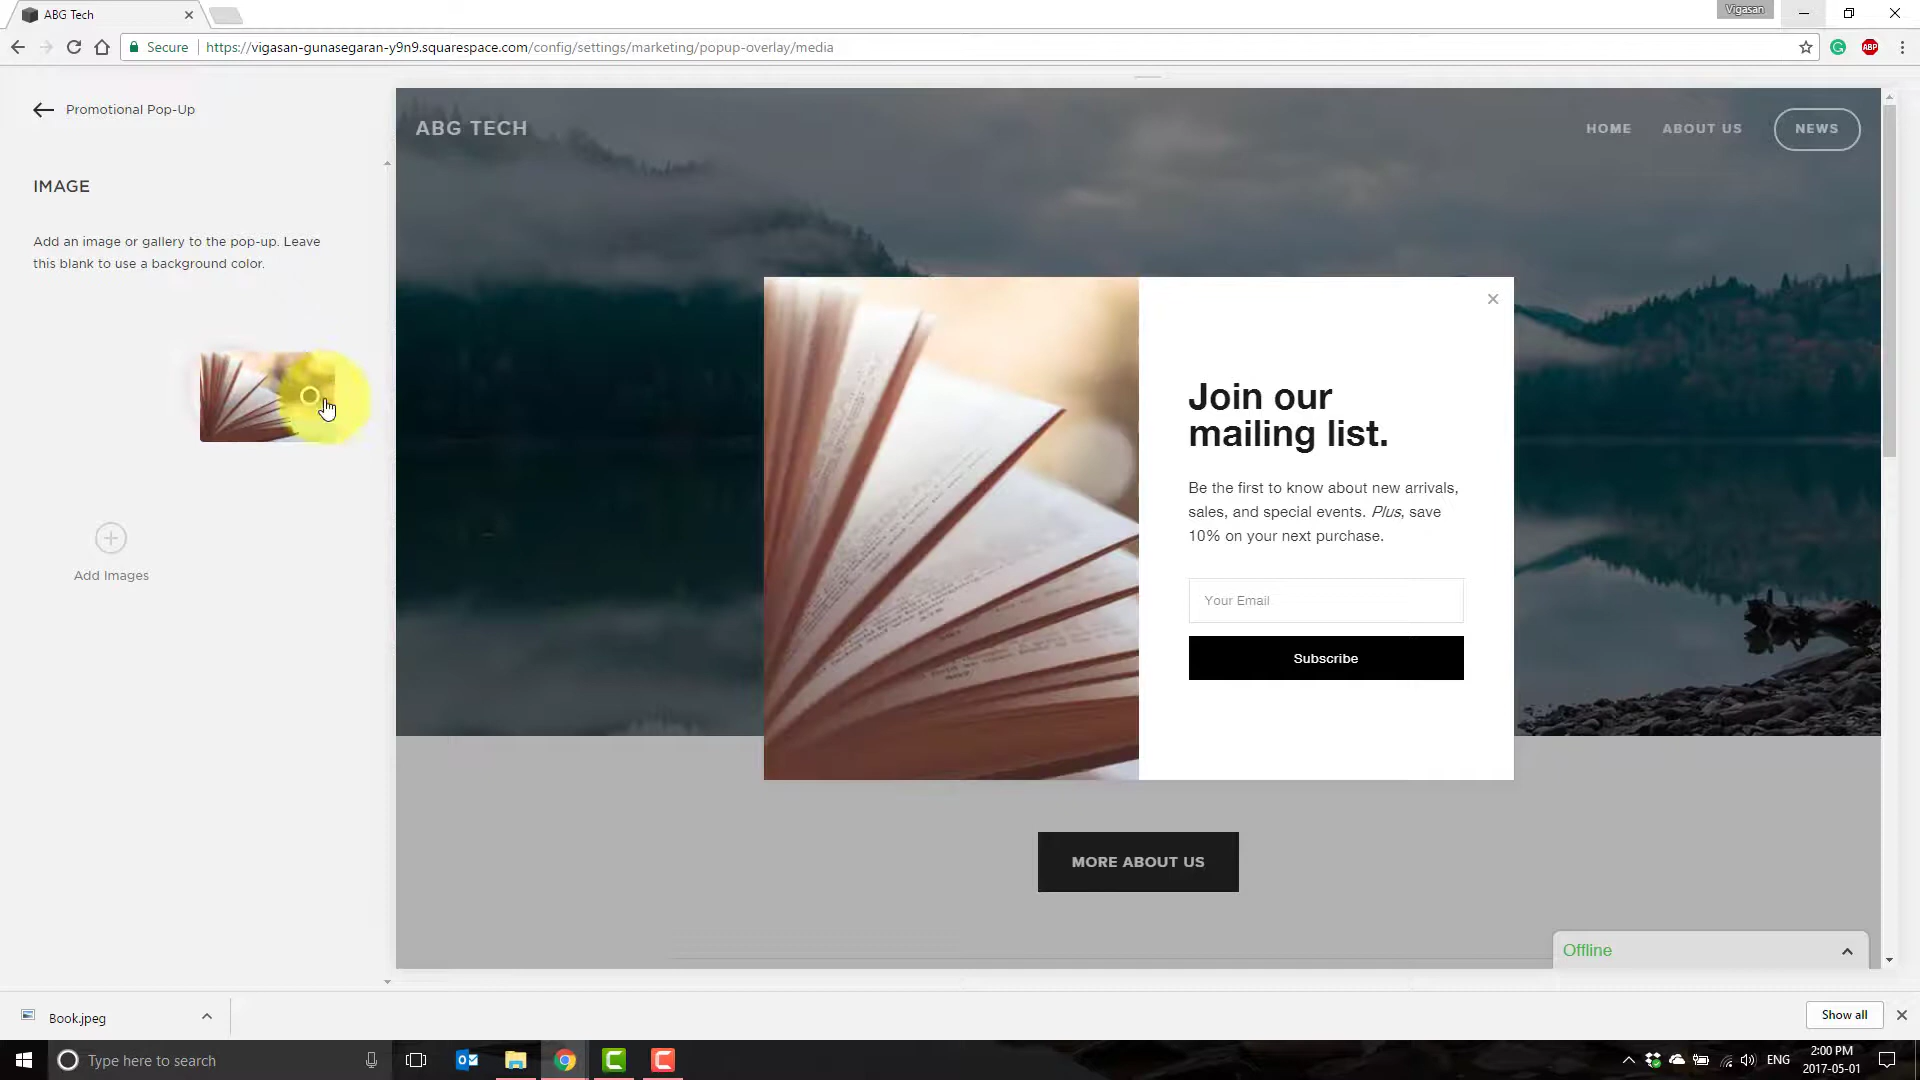 ABG Tech
Vigasan
Secure
https://vigasan-gunasegaran-y9n9.squarespace.com/config/settings/marketing/popup-overlay/media
ABP
Promotional Pop-Up
IMAGE
Add an image or gallery to the pop-up. Leave
this blank to use a background color.
Add Images
ABG TECH
HOME
ABOUT US
NEWS
Join our
mailing list.
Be the first to know about new arrivals,
sales, and special events. Plus, save
10% on your next purchase.
Your Email
Subscribe
MORE ABOUT US
Offline
Book.jpeg
Show all
Type here to search
ENG
2:00 PM
2017-05-01